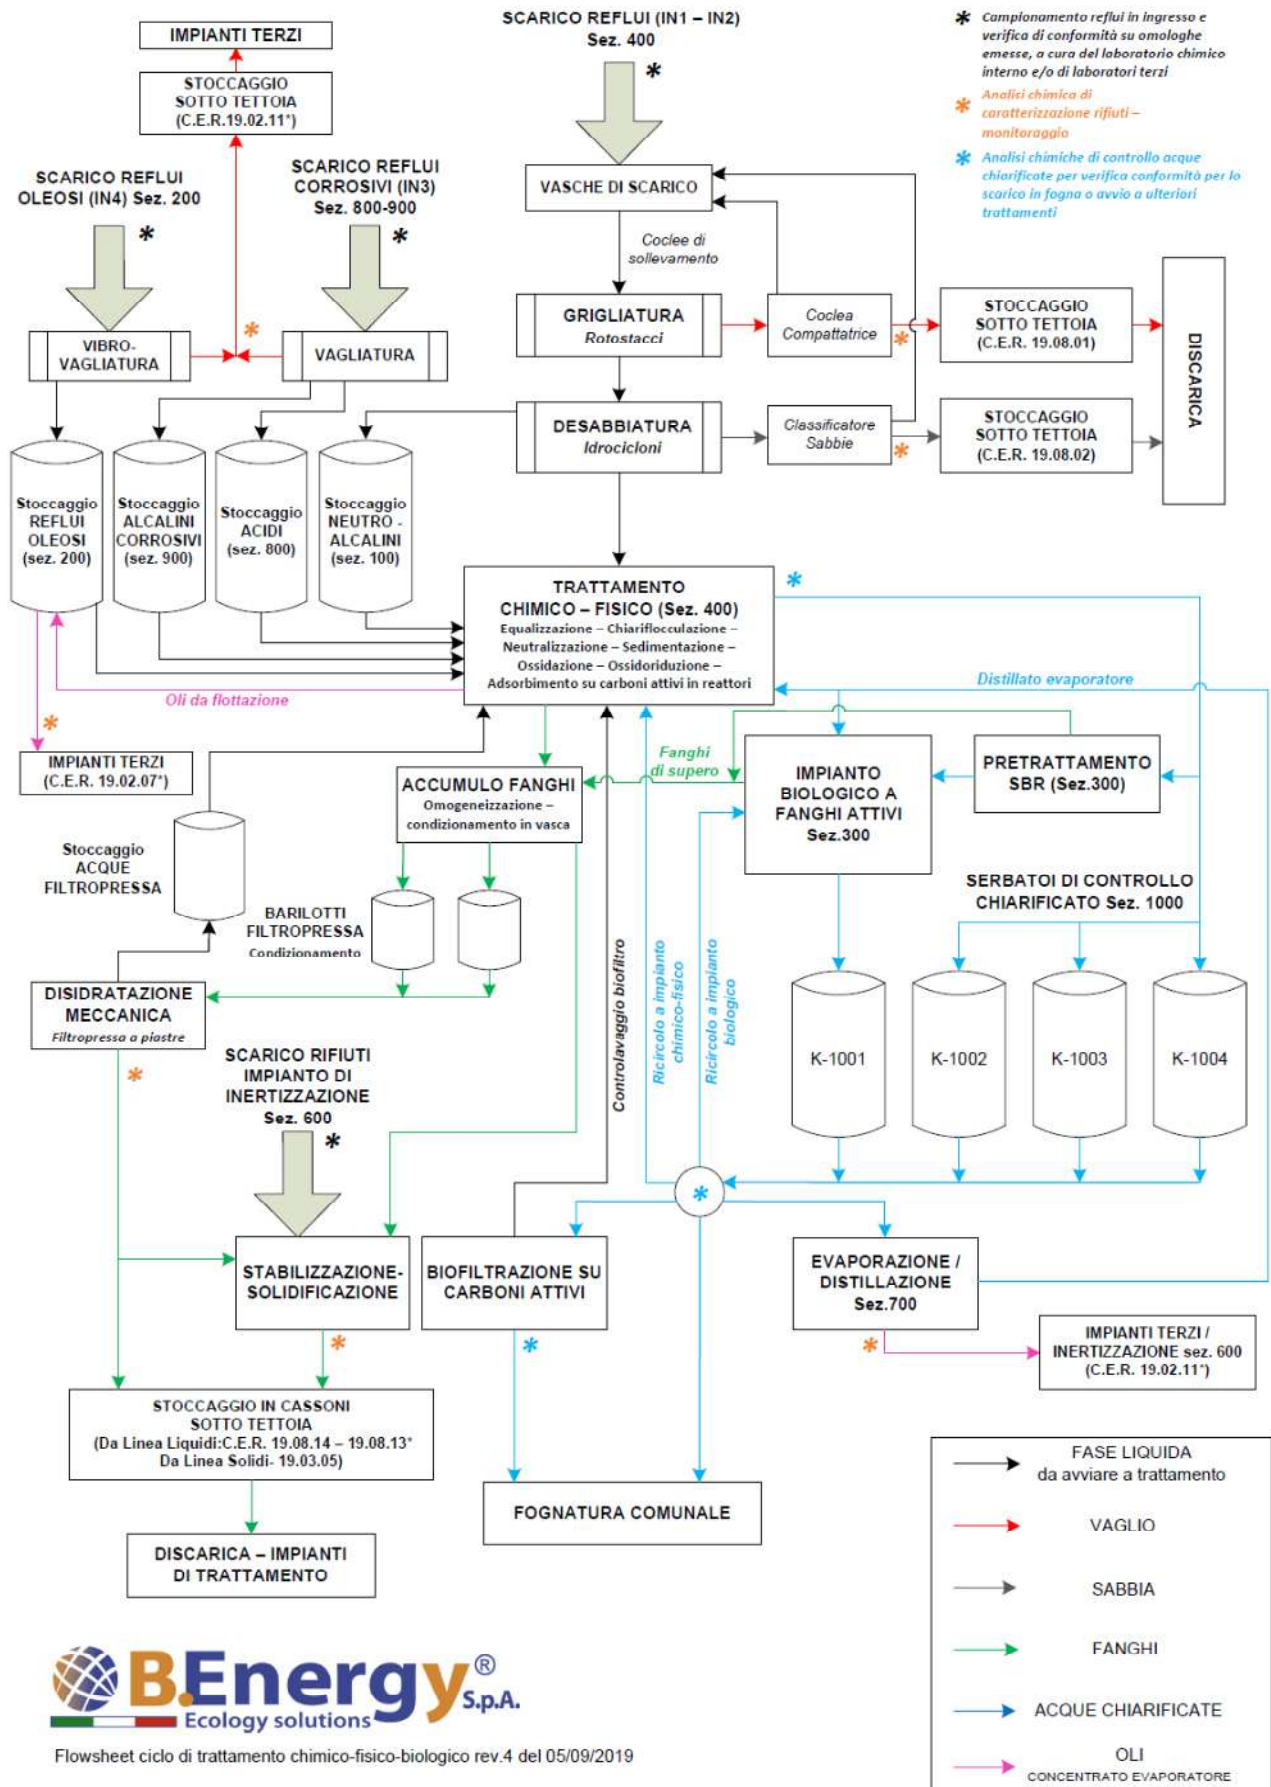 SCARICO REFLUI (IN1 – IN2)
Sez. 400
* Campionamento reflui in ingresso e
verifica di conformità su omologhe
emesse, a cura del laboratorio chimico
interno e/o di laboratori terzi
* Analisi chimica di
caratterizzazione rifiuti –
monitoraggio
* Analisi chimiche di controllo acque
chiarificate per verifica conformità per lo
scarico in fogna o avvio a ulteriori
trattamenti
IMPIANTI TERZI
STOCCAGGIO
SOTTO TETTOIA
(C.E.R.19.02.11*)
SCARICO REFLUI
OLEOSI (IN4) Sez. 200
SCARICO REFLUI
CORROSIVI (IN3)
Sez. 800-900
VASCHE DI SCARICO
Coclee di
sollevamento
VIBRO-
VAGLIATURA
VAGLIATURA
GRIGLIATURA
Rotostacci
Coclea
Compattatrice
STOCCAGGIO
SOTTO TETTOIA
(C.E.R. 19.08.01)
DISCARICA
DESABBIATURA
Idrocicloni
Classificatore
Sabbie
STOCCAGGIO
SOTTO TETTOIA
(C.E.R. 19.08.02)
Stoccaggio
REFLUI
OLEOSI
(sez. 200)
Stoccaggio
ALCALINI
CORROSIVI
(sez. 900)
Stoccaggio
ACIDI
(sez. 800)
Stoccaggio
NEUTRO -
ALCALINI
(sez. 100)
TRATTAMENTO
CHIMICO – FISICO (Sez. 400)
Equalizzazione – Chiariflocculazione –
Neutralizzazione – Sedimentazione –
Ossidazione – Ossidoriduzione –
Adsorbimento su carboni attivi in reattori
Oli da flottazione
Distillato evaporatore
IMPIANTI TERZI
(C.E.R. 19.02.07*)
ACCUMULO FANGHI
Omogeneizzazione –
condizionamento in vasca
Fanghi
di supero
IMPIANTO
BIOLOGICO A
FANGHI ATTIVI
Sez.300
PRETRATTAMENTO
SBR (Sez.300)
Stoccaggio
ACQUE
FILTROPRESSA
BARILOTTI
FILTROPRESSA
Condizionamento
SERBATOI DI CONTROLLO
CHIARIFICATO Sez. 1000
Controlavaggio biofiltro
Ricircolo a impianto
chimico-fisico
Ricircolo a impianto
biologico
K-1001
K-1002
K-1003
K-1004
DISIDRATAZIONE
MECCANICA
Filtropressa a piastre
SCARICO RIFIUTI
IMPIANTO DI
INERTIZZAZIONE
Sez. 600
STABILIZZAZIONE-
SOLIDIFICAZIONE
BIOFILTRAZIONE SU
CARBONI ATTIVI
EVAPORAZIONE /
DISTILLAZIONE
Sez.700
IMPIANTI TERZI /
INERTIZZAZIONE sez. 600
(C.E.R. 19.02.11*)
STOCCAGGIO IN CASSONI
SOTTO TETTOIA
(Da Linea Liquidi:C.E.R. 19.08.14 – 19.08.13*
Da Linea Solidi- 19.03.05)
FOGNATURA COMUNALE
DISCARICA – IMPIANTI
DI TRATTAMENTO
FASE LIQUIDA
da avviare a trattamento
VAGLIO
SABBIA
FANGHI
ACQUE CHIARIFICATE
OLI
CONCENTRATO EVAPORATORE
B.Energy® S.p.A.
Ecology solutions
Flowsheet ciclo di trattamento chimico-fisico-biologico rev.4 del 05/09/2019